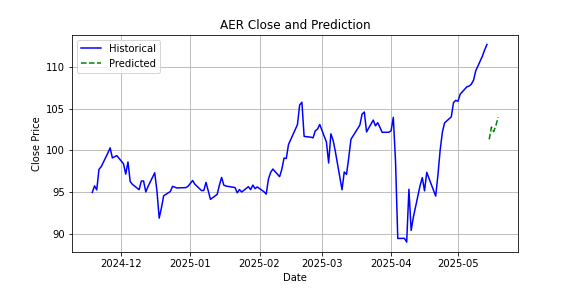 AER Close and Prediction
Historical
Predicted
Close Price
110
105
100
95
90
2024-12 2025-01 2025-02 2025-03 2025-04 2025-05
Date